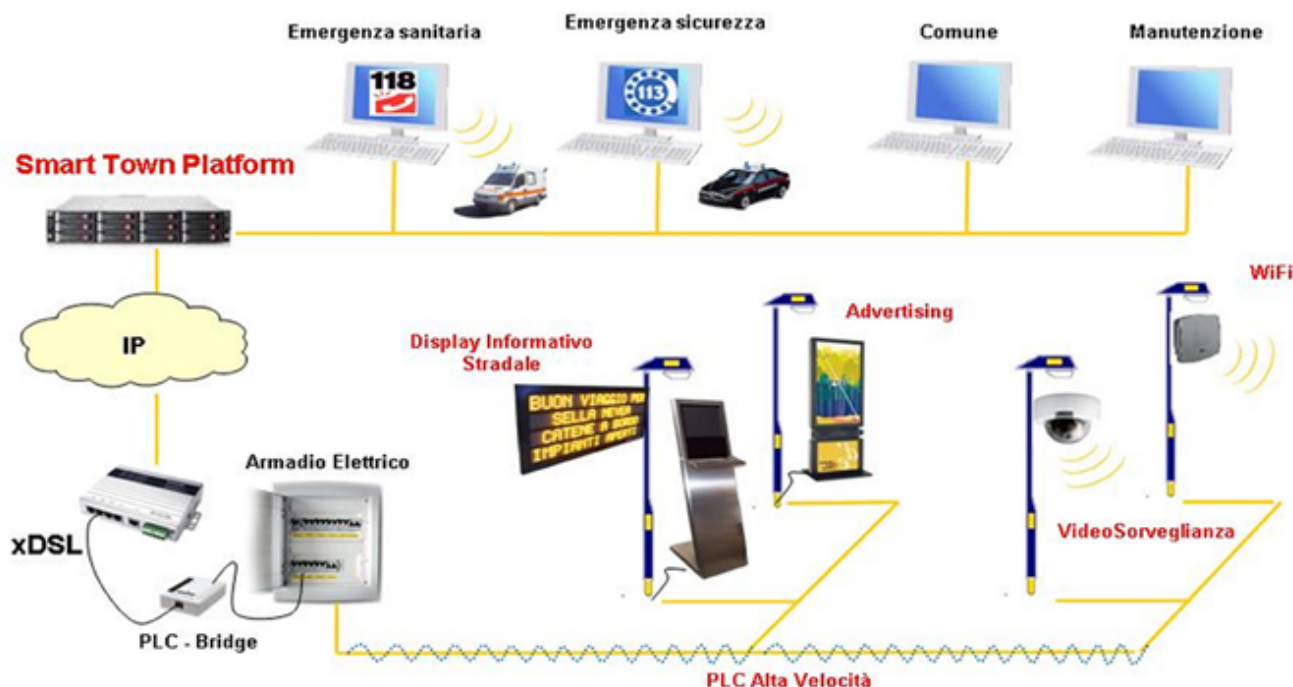 Emergenza sanitaria
Emergenza sicurezza
Comune
Manutenzione
118
113
Smart Town Platform
WiFi
IP
Display Informativo
Stradale
Advertising
BUON VIAGGIO PER
SELLA NEVEA
CATENE A BORDO
IMPIANTI APERTI
Armadio Elettrico
xDSL
VideoSorveglianza
PLC - Bridge
PLC Alta Velocità